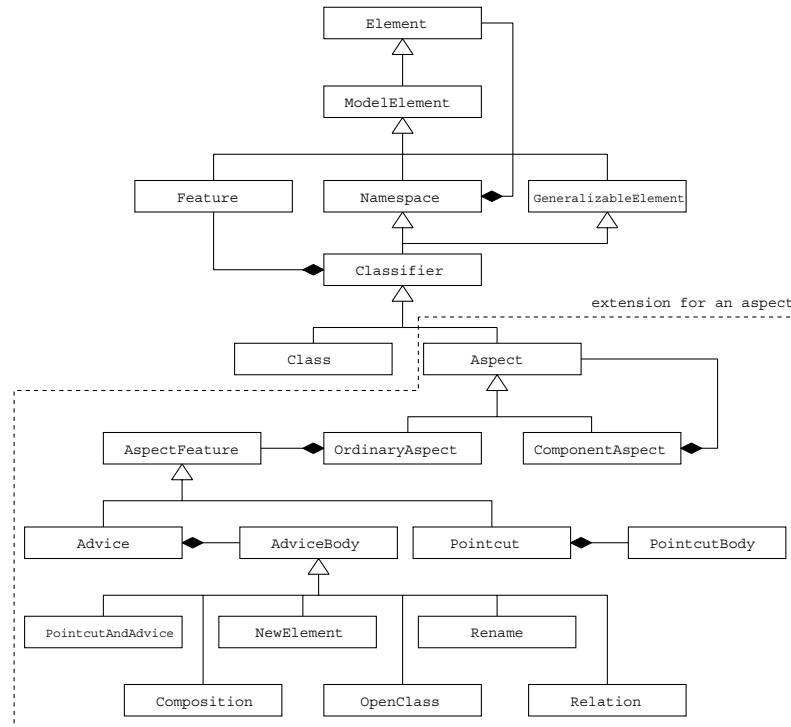 Element
ModelElement
Feature
Namespace
GeneralizableElement
Classifier
extension for an aspect
Class
Aspect
AspectFeature
OrdinaryAspect
ComponentAspect
Advice
AdviceBody
Pointcut
PointcutBody
PointcutAndAdvice
NewElement
Rename
Composition
OpenClass
Relation